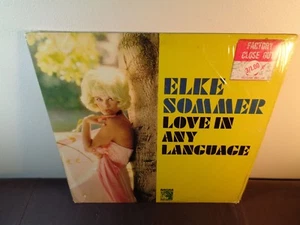 FACTORY
CLOSE OUT
ELKE
SOMMER
LOVE IN
ANY
LANGUAGE